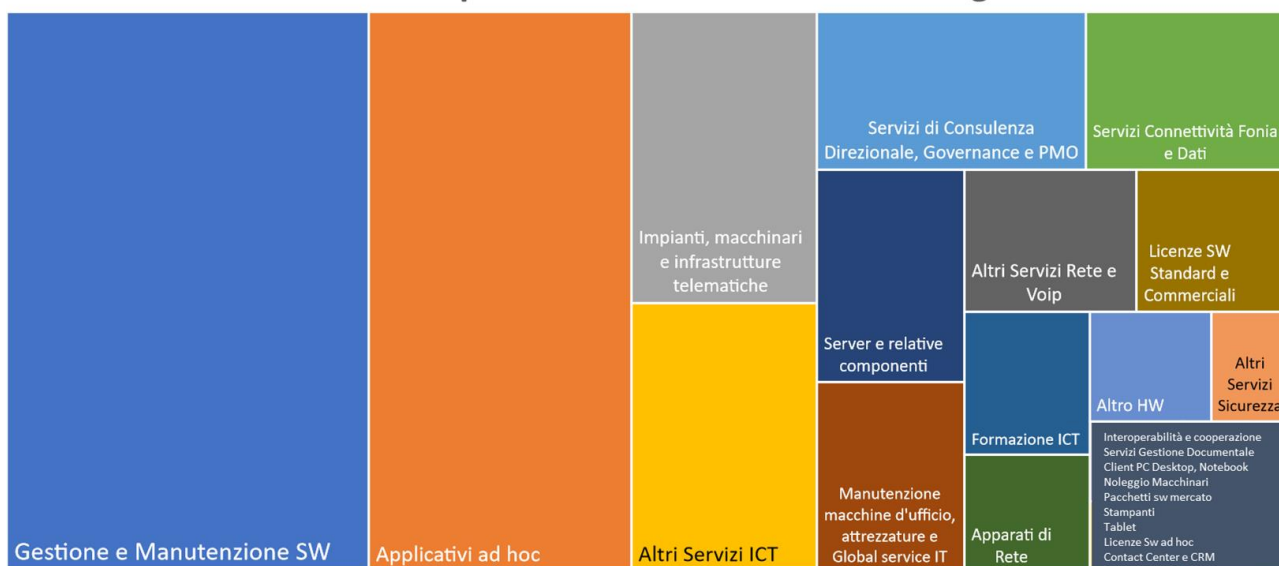 Gestione e Manutenzione SW
Applicativi ad hoc
Impianti, macchinari
e infrastrutture
telematiche
Altri Servizi ICT
Servizi di Consulenza
Direzionale, Governance e PMO
Servizi Connettività Fonia
e Dati
Server e relative
componenti
Altri Servizi Rete e
Voip
Licenze SW
Standard e
Commerciali
Manutenzione
macchine d'ufficio,
attrezzature e
Global service IT
Formazione ICT
Altro HW
Altri
Servizi
Sicurezza
Apparati di
Rete
Interoperabilità e cooperazione
Servizi Gestione Documentale
Client PC Desktop, Notebook
Noleggio Macchinari
Pacchetti sw mercato
Stampanti
Tablet
Licenze Sw ad hoc
Contact Center e CRM